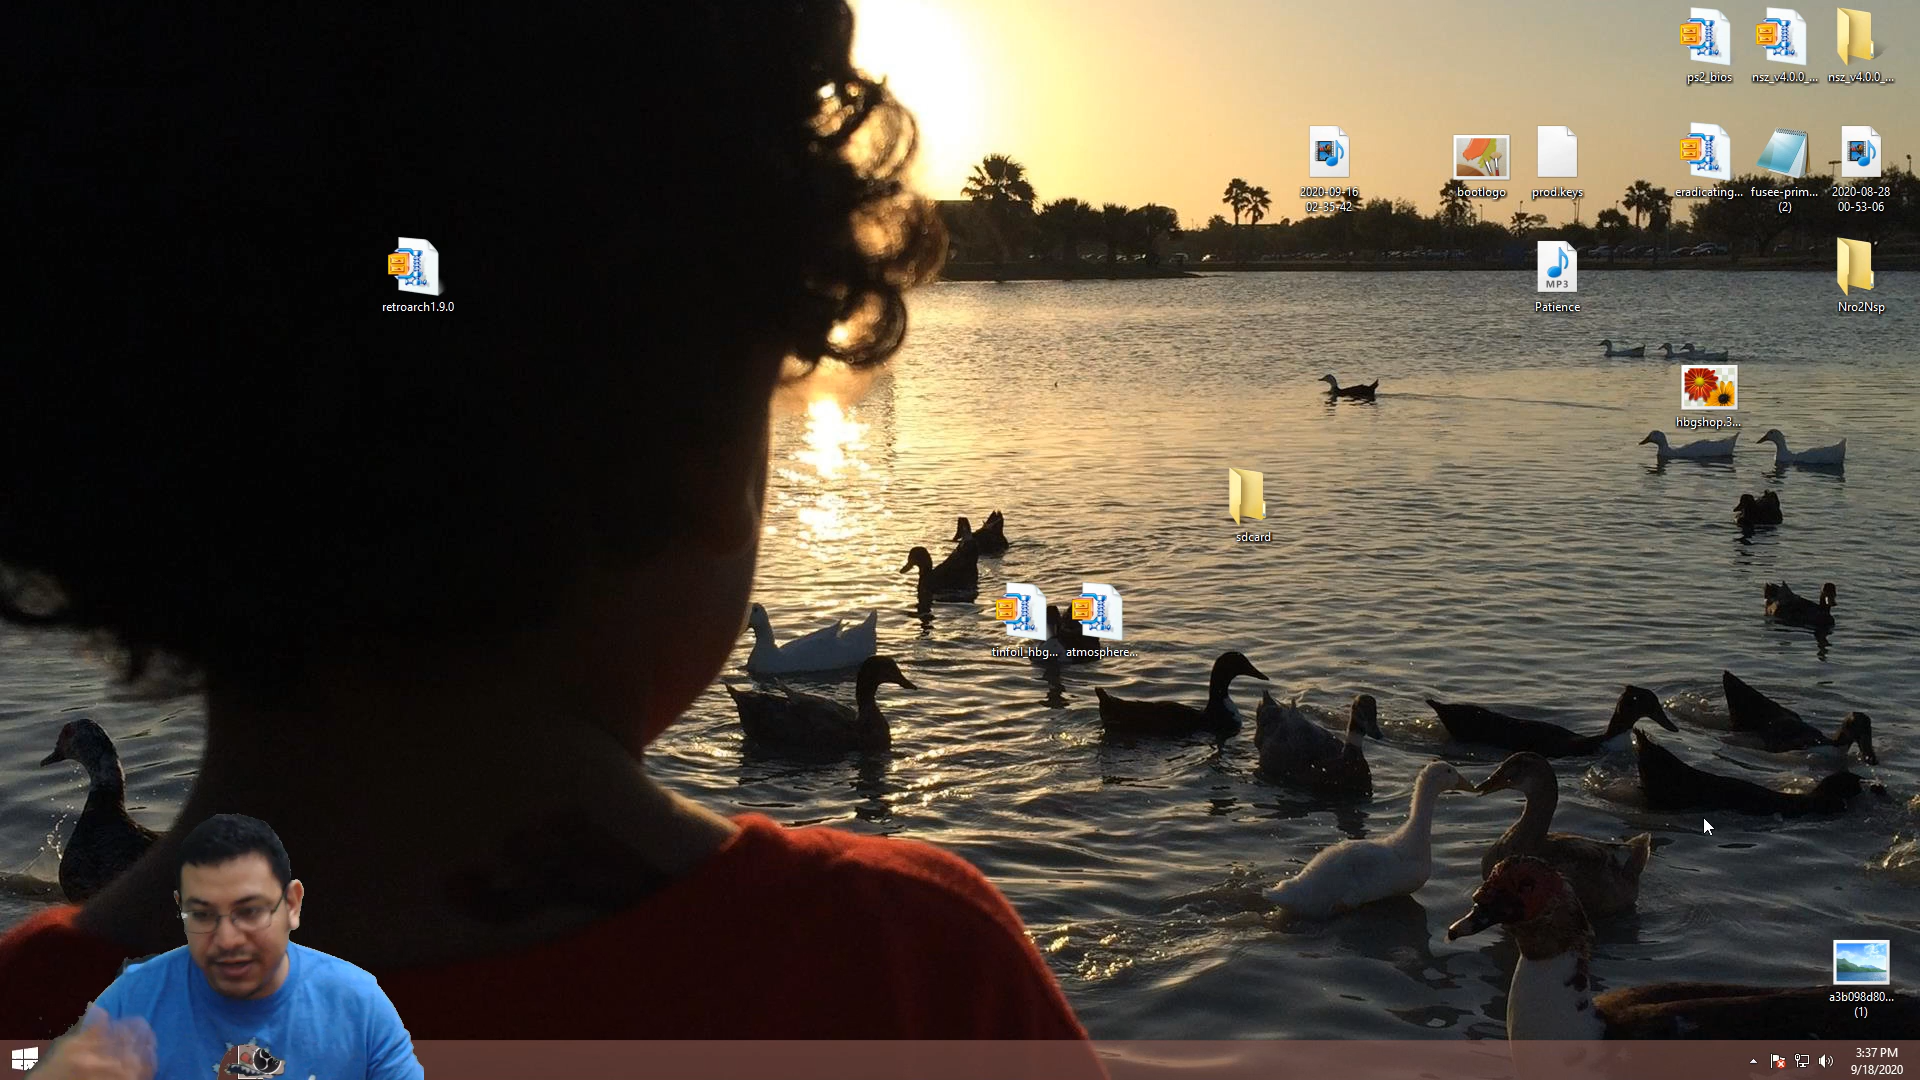 ps2_bios
nsz_v4.0.0_...
nsz_v4.0.0_...
2020-09-16
02-35-42
bootlogo
prod.keys
eradicating...
fusee-prim...
(2)
2020-08-28
00-53-06
retroarch1.9.0
MP3
Patience
Nro2Nsp
hbgshop.3...
sdcard
tinfoil_hbg...
atmosphere...
a3b098d80...
(1)
3:37 PM
9/18/2020